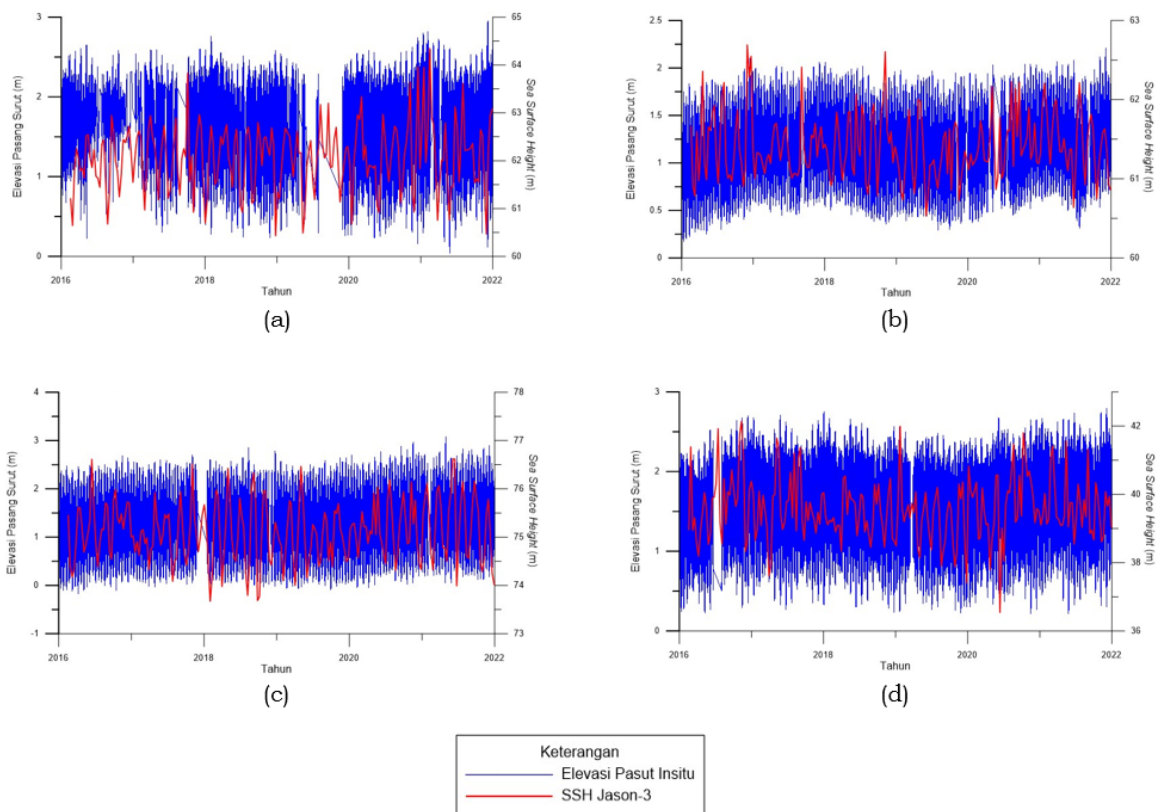 3
2
1
0
Elevasi Pasang Surut (m)
65
64
63
62
61
60
Sea Surface Height (m)
2016
2018
2020
2022
Tahun
(a)
2.5
2
1.5
1
0.5
0
Elevasi Pasang Surut (m)
63
62
61
60
Sea Surface Height (m)
2016
2018
2020
2022
Tahun
(b)
4
3
2
1
0
-1
Elevasi Pasang Surut (m)
78
77
76
75
74
73
Sea Surface Height (m)
2016
2018
2020
2022
Tahun
(c)
3
2
1
0
Elevasi Pasang Surut (m)
42
40
38
36
Sea Surface Height (m)
2016
2018
2020
2022
Tahun
(d)
Keterangan
Elevasi Pasut Insitu
SSH Jason-3